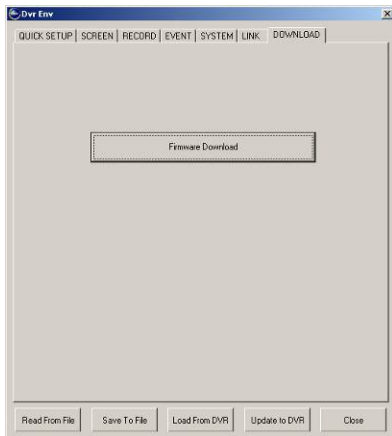 Dvr Env
QUICK SETUP SCREEN RECORD EVENT SYSTEM LINK DOWNLOAD
Firmware Download
Read From File Save To File Load From DVR Update to DVR Close